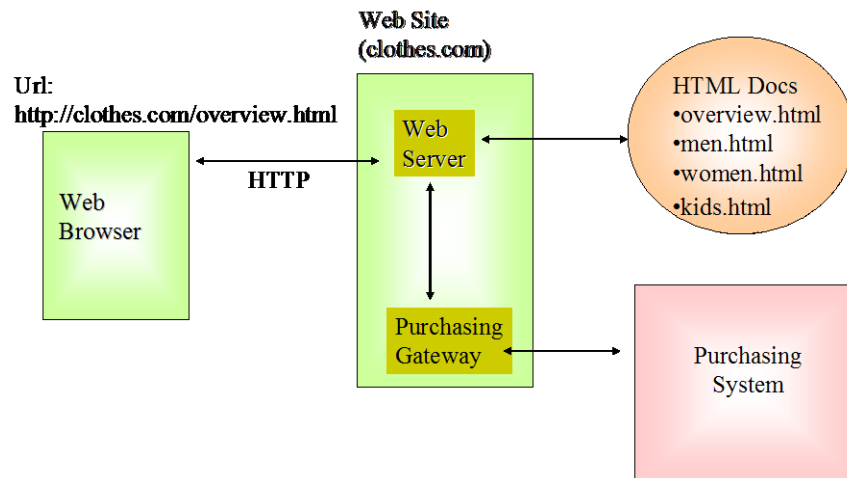 Web Site
(clothes.com)
Url:
http://clothes.com/overview.html
HTML Docs
•overview.html
•men.html
•women.html
•kids.html
Web
Server
HTTP
Web
Browser
Purchasing
Gateway
Purchasing
System